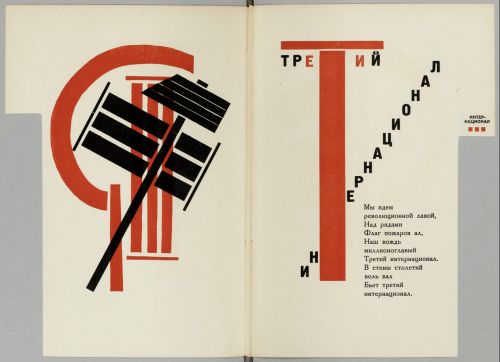 ТРЕТИЙ
ИНТЕРНАЦИОНАЛ
ИНТЕР-
НАЦИОНАЛ
Мы идем
революционной лавой,
Над рядами
Флаг пожаров ал,
Наш вождь
миллионоглавый
Третий интернационал.
В стены столетий
воль вал
Бьет третий
интернационал.